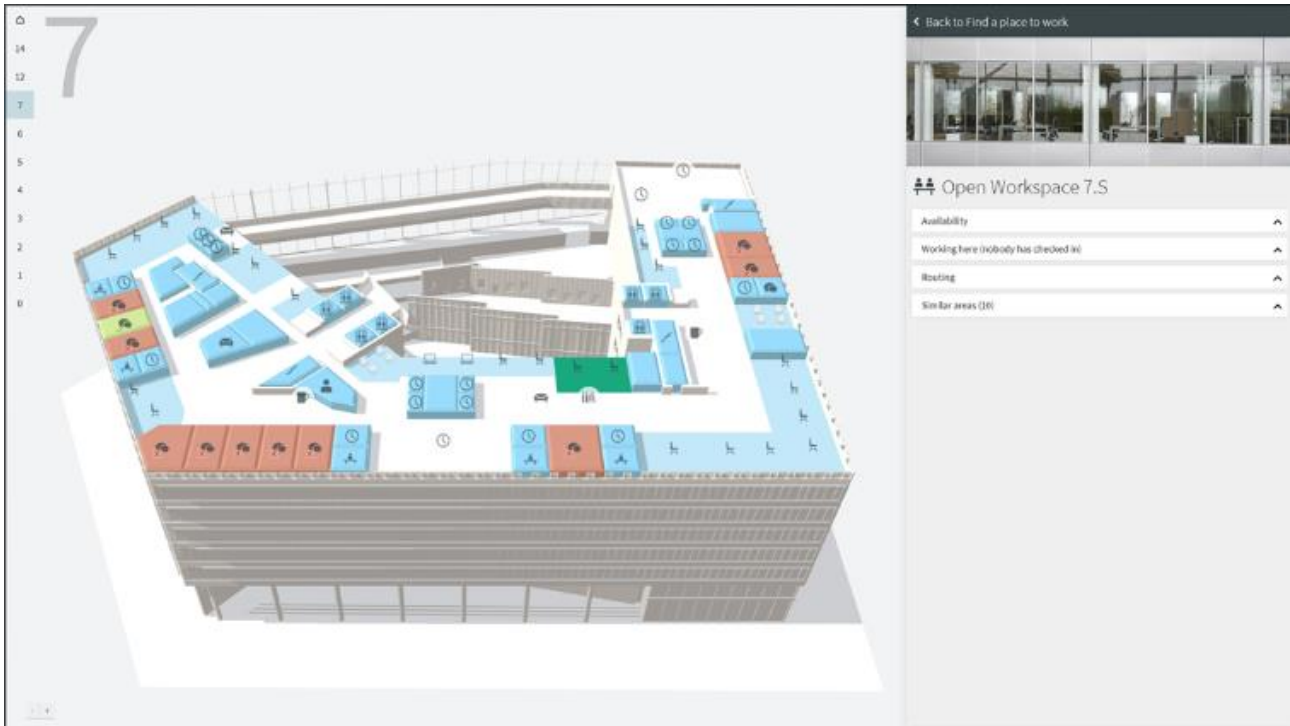 7
14
12
7
6
5
4
3
2
1
0
Back to Find a place to work
Open Workspace 7.S
Availability
Working here (nobody has checked in)
Routing
Similar areas (10)